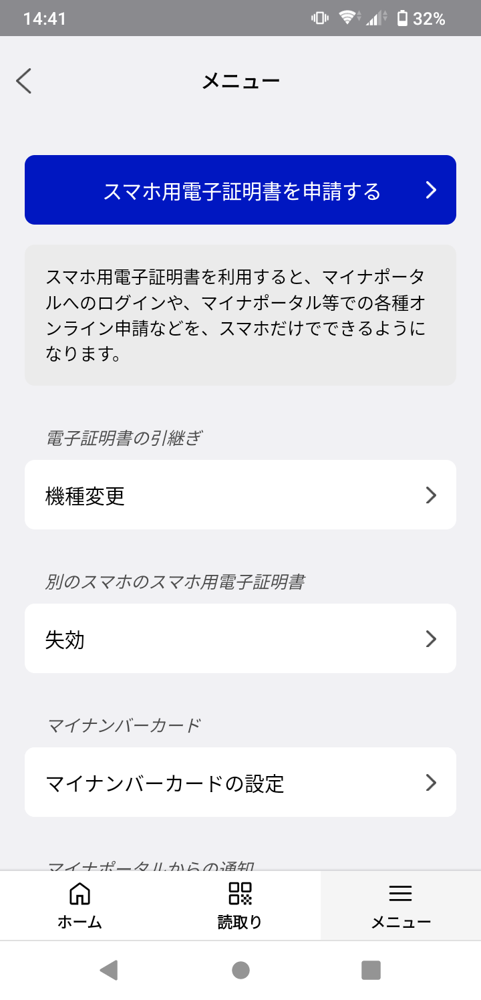 14:41
32%
メニュー
スマホ用電子証明書を申請する
スマホ用電子証明書を利用すると、マイナポータ
ルへのログインや、マイナポータル等での各種オ
ンライン申請などを、スマホだけでできるように
なります。
電子証明書の引継ぎ
機種変更
別のスマホのスマホ用電子証明書
失効
マイナンバーカード
マイナンバーカードの設定
マイナポータルからの通知
ホーム
読取り
メニュー